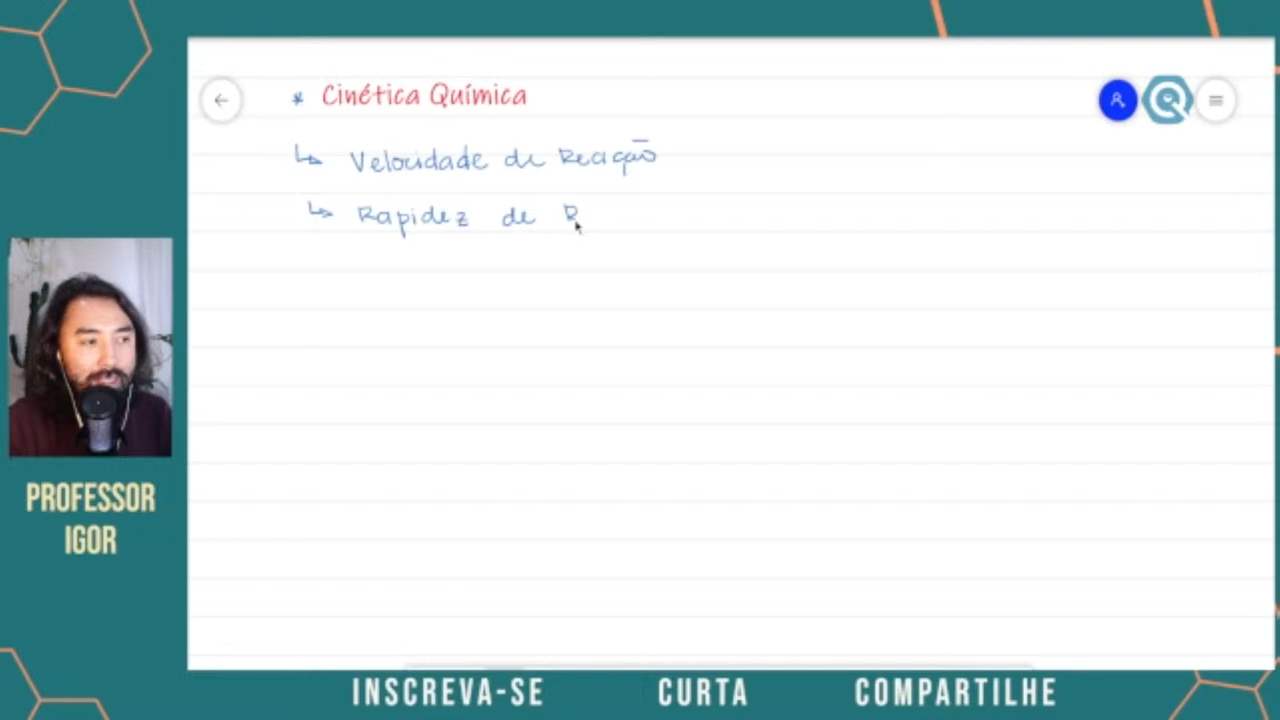 * Cinética Química
↳ Velocidade de Reação
↳ Rapidez de R
PROFESSOR
IGOR
INSCREVA-SE CURTA COMPARTILHE